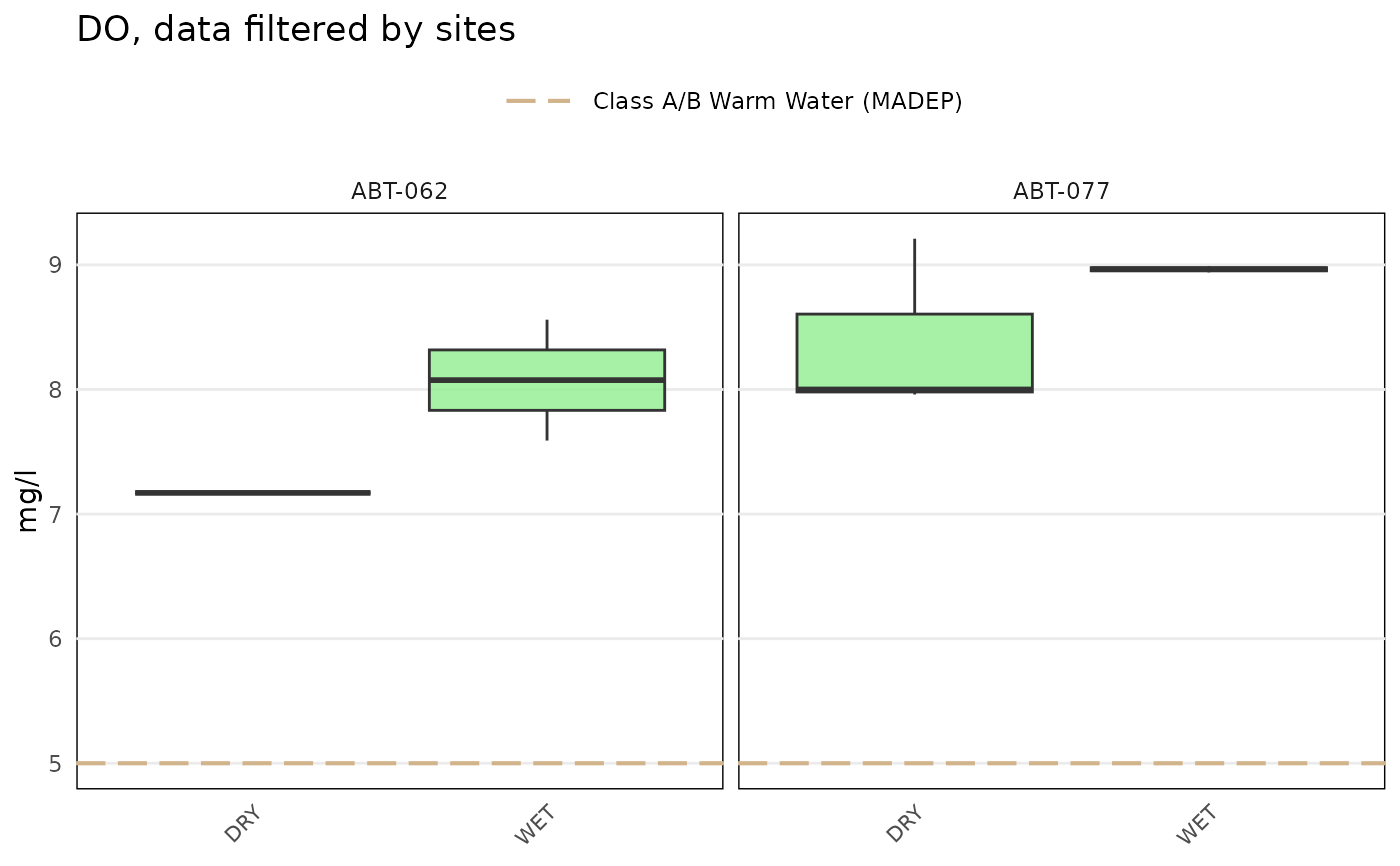 DO, data filtered by sites
Class A/B Warm Water (MADEP)
ABT-062
ABT-077
mg/l
9
8
7
6
5
DRY
WET
DRY
WET